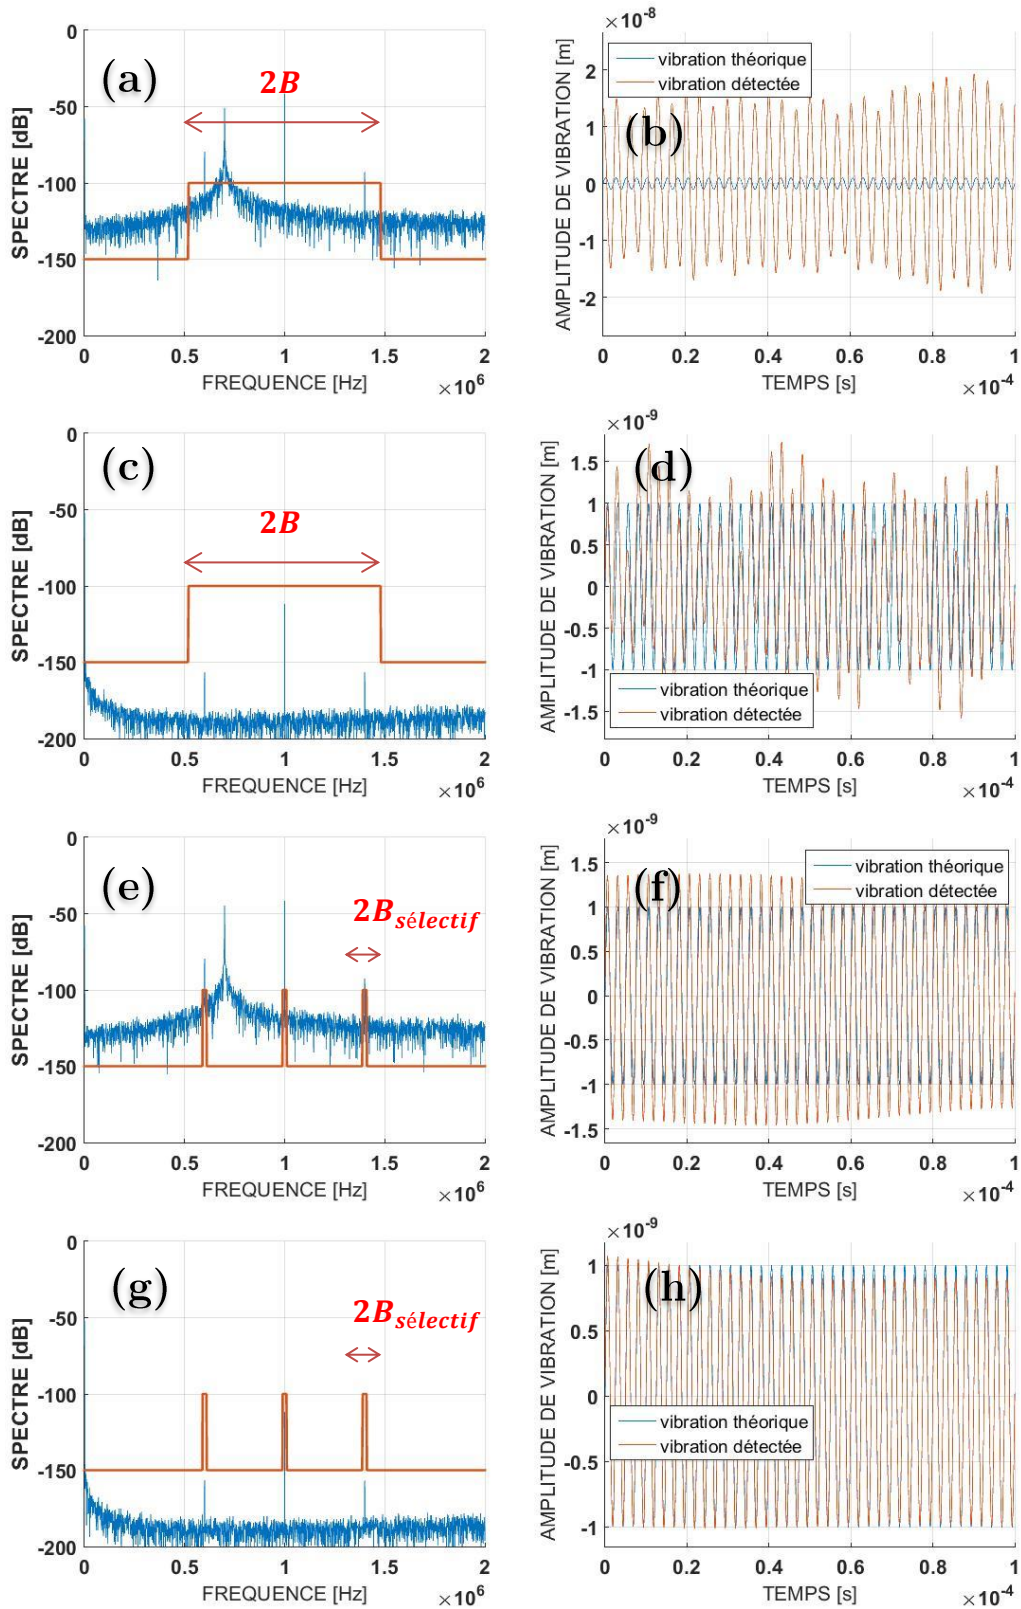 (a)
2B
SPECTRE [dB]
0
-50
-100
-150
-200
0 0.5 1 1.5 2
FREQUENCE [Hz] ×10^6
×10^-8
(b)
vibration théorique
vibration détectée
AMPLITUDE DE VIBRATION [m]
2
1
0
-1
-2
0 0.2 0.4 0.6 0.8 1
TEMPS [s] ×10^-4
(c)
2B
SPECTRE [dB]
0
-50
-100
-150
-200
0 0.5 1 1.5 2
FREQUENCE [Hz] ×10^6
×10^-9
(d)
AMPLITUDE DE VIBRATION [m]
1.5
1
0.5
0
-0.5
-1
-1.5
vibration théorique
vibration détectée
0 0.2 0.4 0.6 0.8 1
TEMPS [s] ×10^-4
(e)
2B_sélectif
SPECTRE [dB]
0
-50
-100
-150
-200
0 0.5 1 1.5 2
FREQUENCE [Hz] ×10^6
×10^-9
(f)
vibration théorique
vibration détectée
AMPLITUDE DE VIBRATION [m]
1.5
1
0.5
0
-0.5
-1
-1.5
0 0.2 0.4 0.6 0.8 1
TEMPS [s] ×10^-4
(g)
2B_sélectif
SPECTRE [dB]
0
-50
-100
-150
-200
0 0.5 1 1.5 2
FREQUENCE [Hz] ×10^6
×10^-9
(h)
AMPLITUDE DE VIBRATION [m]
1
0.5
0
-0.5
-1
vibration théorique
vibration détectée
0 0.2 0.4 0.6 0.8 1
TEMPS [s] ×10^-4